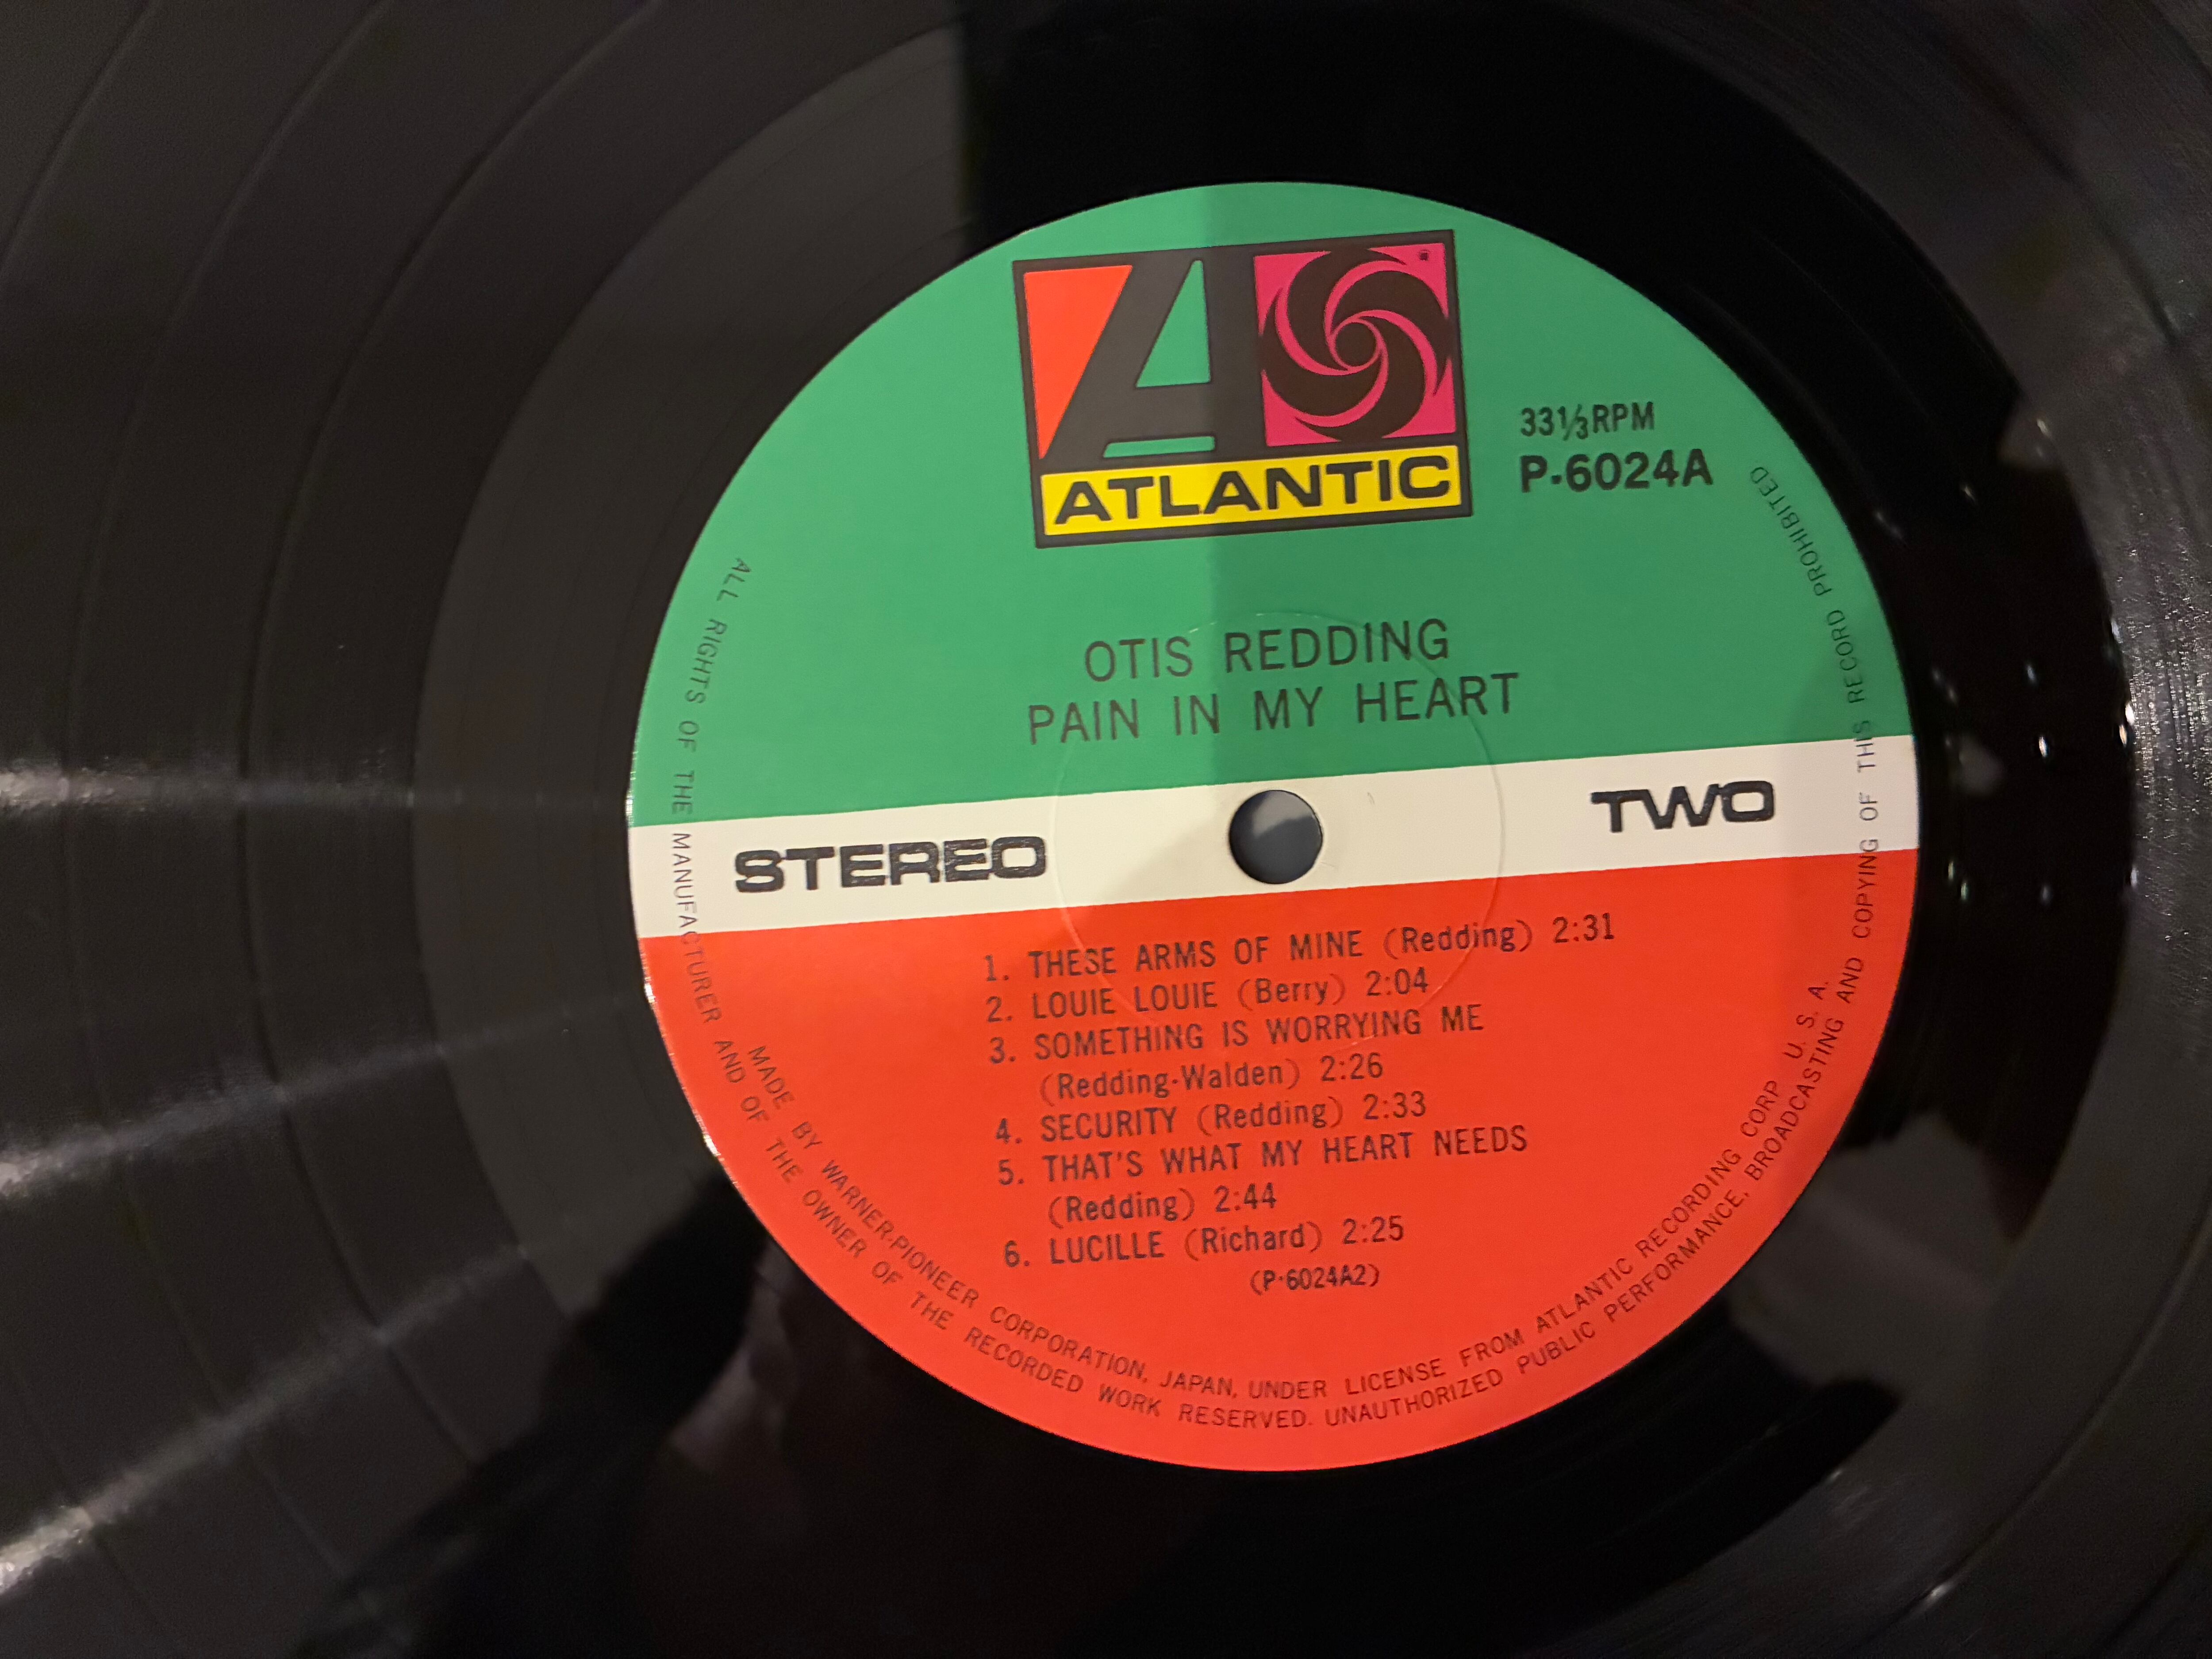 ATLANTIC
33⅓RPM
P-6024A
OTIS REDDING
PAIN IN MY HEART
STEREO
TWO
1. THESE ARMS OF MINE (Redding) 2:31
2. LOUIE LOUIE (Berry) 2:04
3. SOMETHING IS WORRYING ME
(Redding-Walden) 2:26
4. SECURITY (Redding) 2:33
5. THAT'S WHAT MY HEART NEEDS
(Redding) 2:44
6. LUCILLE (Richard) 2:25
(P-6024A2)
MADE BY WARNER-PIONEER CORPORATION, JAPAN, UNDER LICENSE FROM ATLANTIC RECORDING CORP U. S. A.
ALL RIGHTS OF THE MANUFACTURER AND OF THE OWNER OF THE RECORDED WORK RESERVED. UNAUTHORIZED PUBLIC PERFORMANCE, BROADCASTING AND COPYING OF THIS RECORD PROHIBITED